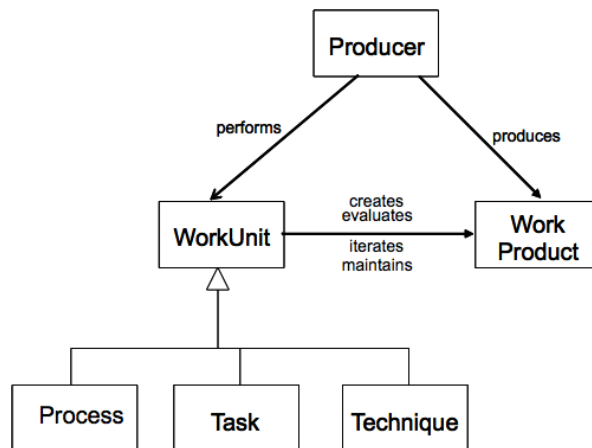 Producer
performs
produces
WorkUnit
creates
evaluates
iterates
maintains
Work
Product
Process
Task
Technique